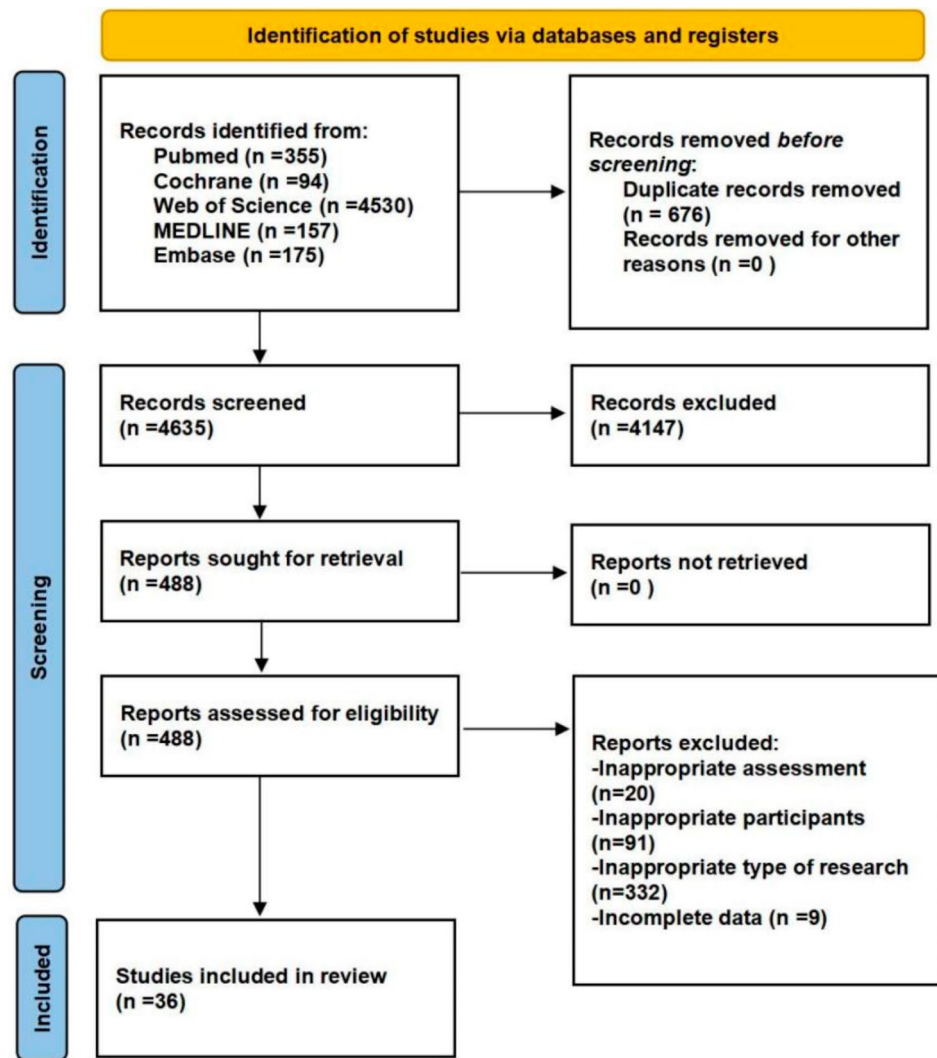 Identification of studies via databases and registers
Identification
Records identified from:
Pubmed (n =355)
Cochrane (n =94)
Web of Science (n =4530)
MEDLINE (n =157)
Embase (n =175)
Records removed before
screening:
Duplicate records removed
(n = 676)
Records removed for other
reasons (n =0 )
Screening
Records screened
(n =4635)
Records excluded
(n =4147)
Reports sought for retrieval
(n =488)
Reports not retrieved
(n =0 )
Reports assessed for eligibility
(n =488)
Reports excluded:
-Inappropriate assessment
(n=20)
-Inappropriate participants
(n=91)
-Inappropriate type of research
(n=332)
-Incomplete data (n =9)
Included
Studies included in review
(n =36)